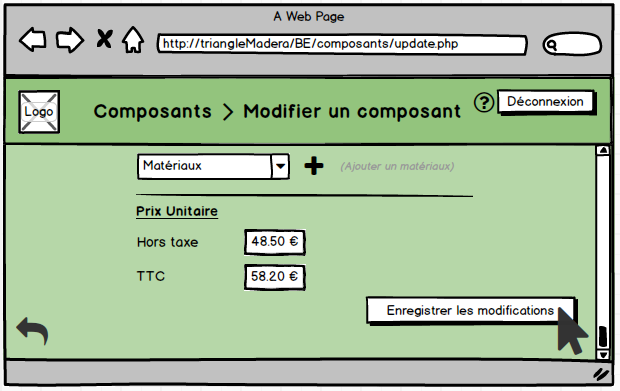 A Web Page
http://triangleMadera/BE/composants/update.php
Logo
Composants > Modifier un composant
?
Déconnexion
Matériaux
(Ajouter un matériaux)
Prix Unitaire
Hors taxe 48.50 €
TTC 58.20 €
Enregistrer les modifications